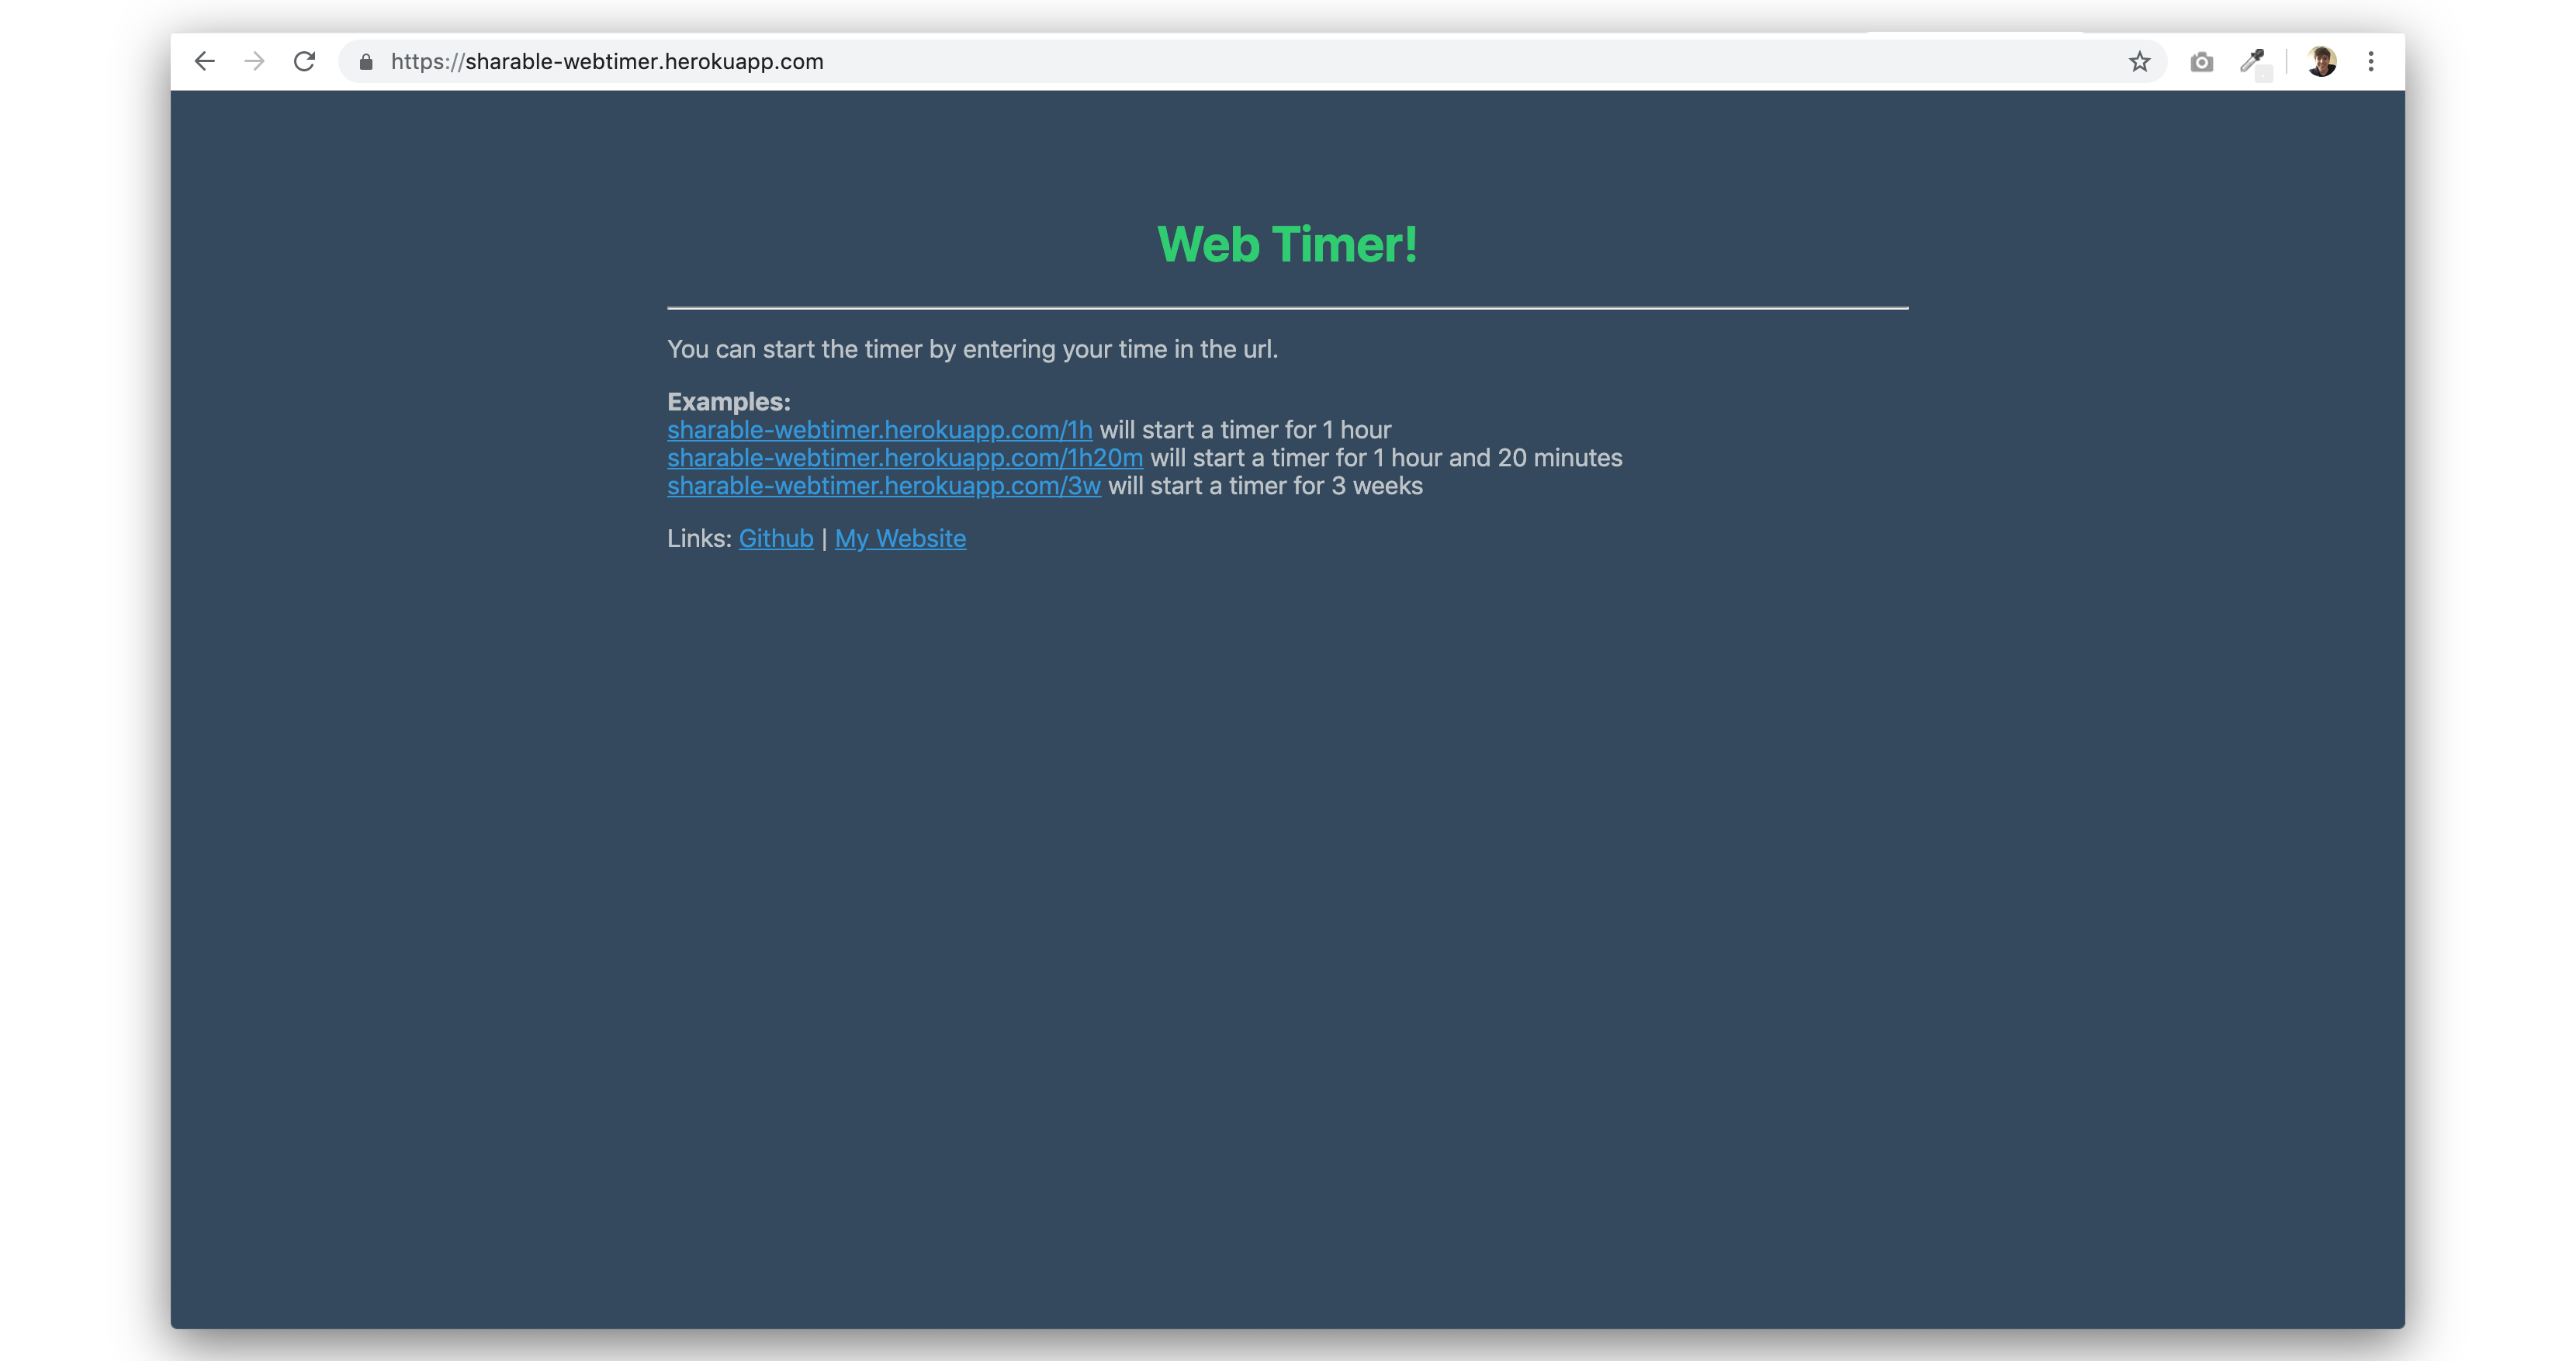 https://sharable-webtimer.herokuapp.com
Web Timer!
You can start the timer by entering your time in the url.
Examples:
sharable-webtimer.herokuapp.com/1h will start a timer for 1 hour
sharable-webtimer.herokuapp.com/1h20m will start a timer for 1 hour and 20 minutes
sharable-webtimer.herokuapp.com/3w will start a timer for 3 weeks
Links: Github | My Website